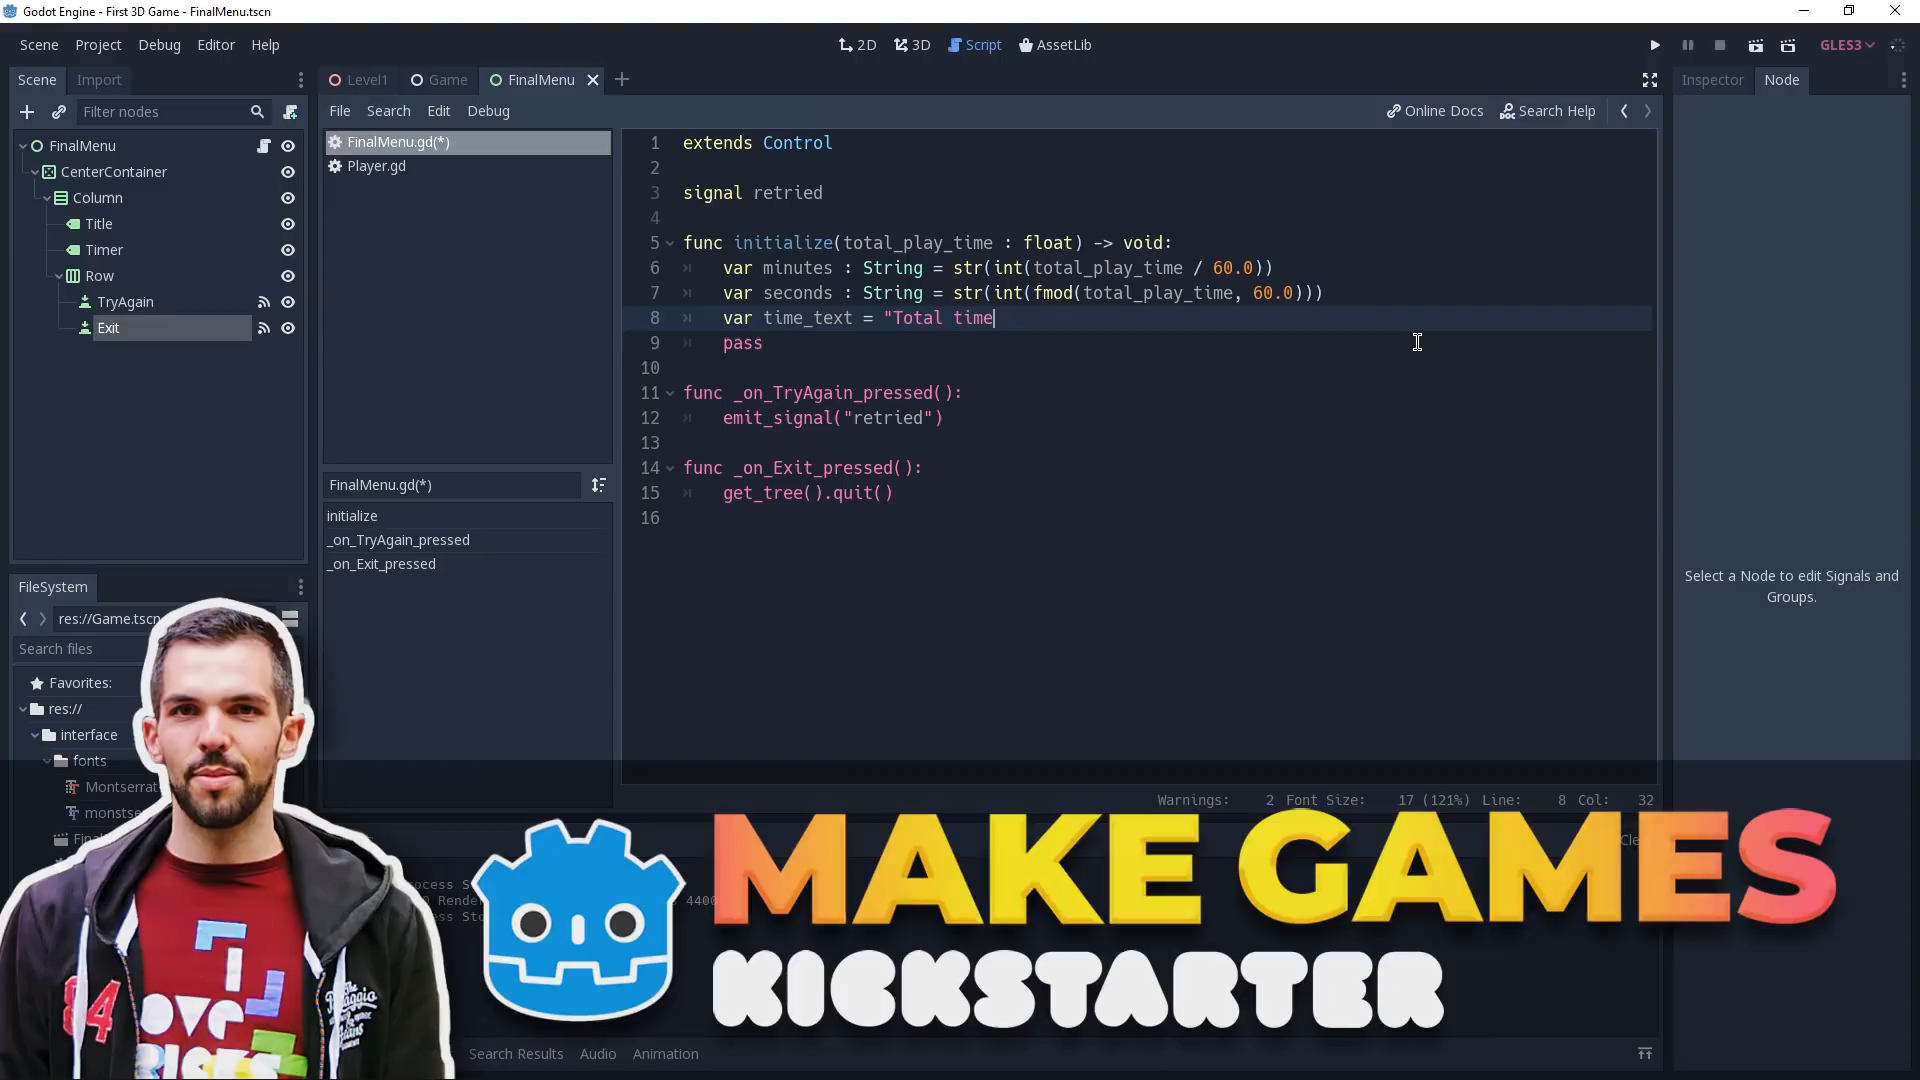 Godot Engine - First 3D Game - FinalMenu.tscn
Scene Project Debug Editor Help
2D 3D Script AssetLib
GLES3
Scene Import
Filter nodes
FinalMenu
CenterContainer
Column
Title
Timer
Row
TryAgain
Exit
FileSystem
res://Game.tscn
Search files
Favorites:
res://
interface
fonts
Level1 Game FinalMenu
File Search Edit Debug
Online Docs Search Help
FinalMenu.gd(*)
Player.gd
FinalMenu.gd(*)
initialize
_on_TryAgain_pressed
_on_Exit_pressed
1 extends Control
2
3 signal retried
4
5 func initialize(total_play_time : float) -> void:
6 var minutes : String = str(int(total_play_time / 60.0))
7 var seconds : String = str(int(fmod(total_play_time, 60.0)))
8 var time_text = "Total time
9 pass
10
11 func _on_TryAgain_pressed():
12 emit_signal("retried")
13
14 func _on_Exit_pressed():
15 get_tree().quit()
16
Warnings: 2 Font Size: 17 (121%) Line: 8 Col: 32
Inspector Node
Select a Node to edit Signals and
Groups.
MAKE GAMES
KICKSTARTER
Search Results Audio Animation
84